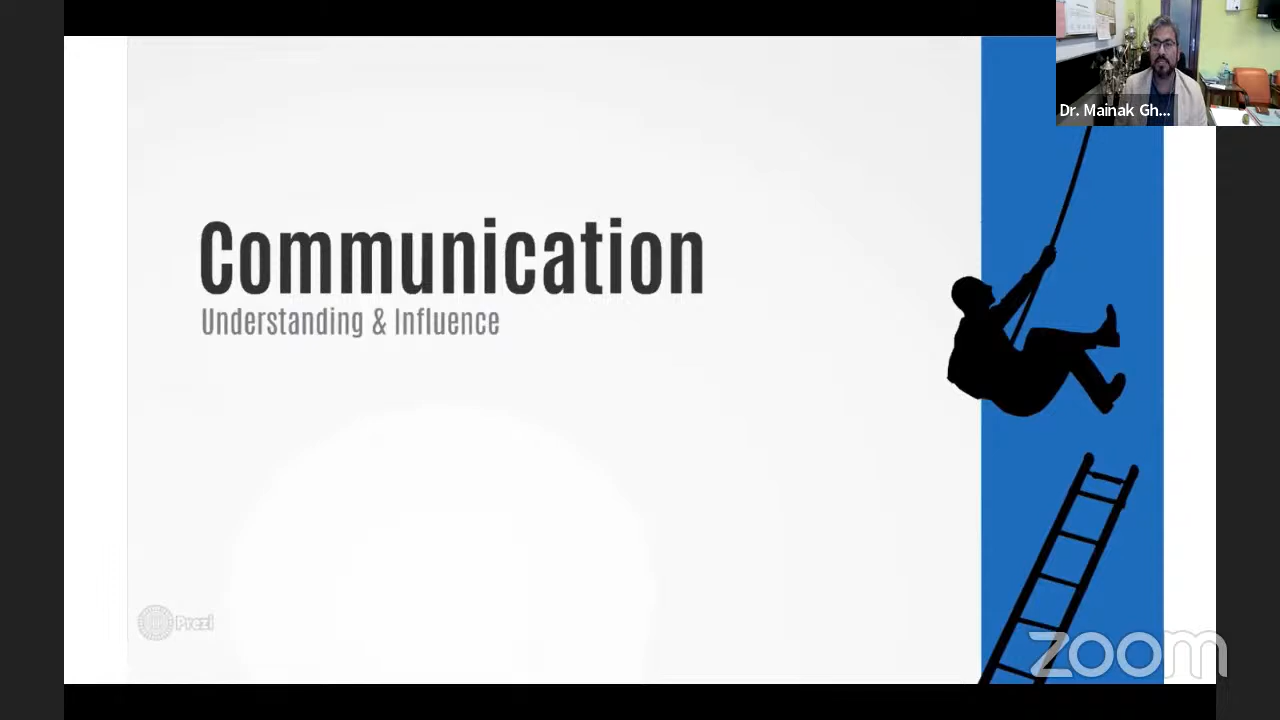 Dr. Mainak Gh...
Communication
Understanding & Influence
Prezi
zoom